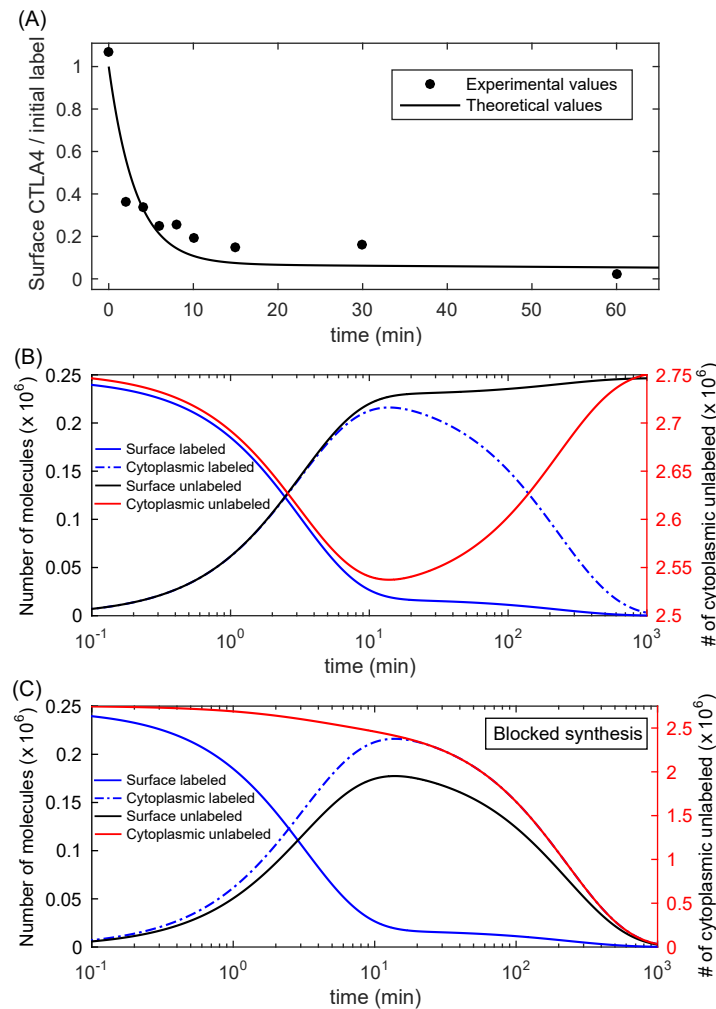 (A)
Surface CTLA4 / initial label
1
0.8
0.6
0.4
0.2
0
Experimental values
Theoretical values
0 10 20 30 40 50 60
time (min)
(B)
Number of molecules (x 10^6)
0.25
0.2
0.15
0.1
0.05
0
Surface labeled
Cytoplasmic labeled
Surface unlabeled
Cytoplasmic unlabeled
2.75
2.7
2.65
2.6
2.55
2.5
# of cytoplasmic unlabeled (x 10^6)
10^-1 10^0 10^1 10^2 10^3
time (min)
(C)
Number of molecules (x 10^6)
0.25
0.2
0.15
0.1
0.05
0
Blocked synthesis
Surface labeled
Cytoplasmic labeled
Surface unlabeled
Cytoplasmic unlabeled
2.5
2
1.5
1
0.5
0
# of cytoplasmic unlabeled (x 10^6)
10^-1 10^0 10^1 10^2 10^3
time (min)